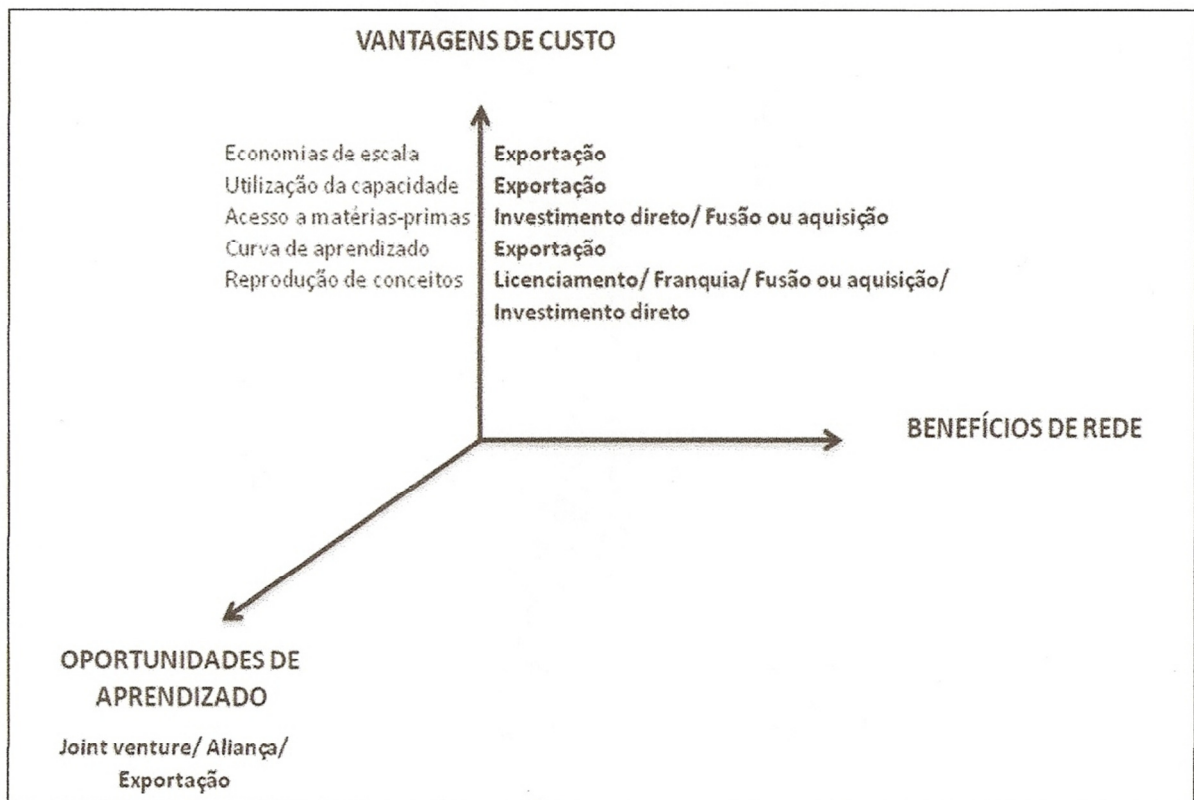 VANTAGENS DE CUSTO
Economias de escala
Exportação
Utilização da capacidade
Exportação
Acesso a matérias-primas
Investimento direto/ Fusão ou aquisição
Curva de aprendizado
Exportação
Reprodução de conceitos
Licenciamento/ Franquia/ Fusão ou aquisição/
Investimento direto
BENEFÍCIOS DE REDE
OPORTUNIDADES DE
APRENDIZADO
Joint venture/ Aliança/
Exportação